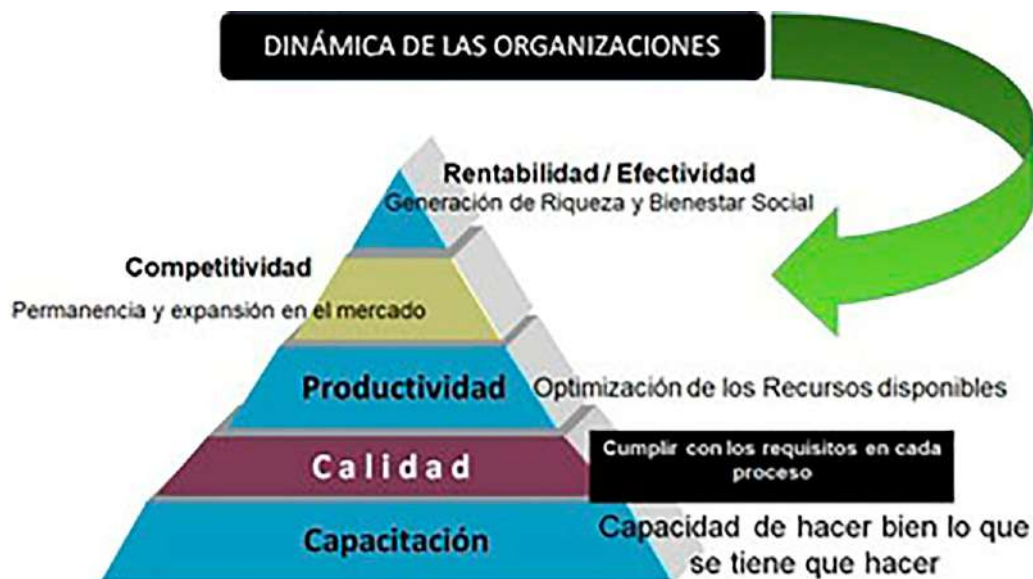 DINÁMICA DE LAS ORGANIZACIONES
Rentabilidad / Efectividad
Generación de Riqueza y Bienestar Social
Competitividad
Permanencia y expansión en el mercado
Productividad
Optimización de los Recursos disponibles
Calidad
Cumplir con los requisitos en cada
proceso
Capacitación
Capacidad de hacer bien lo que
se tiene que hacer